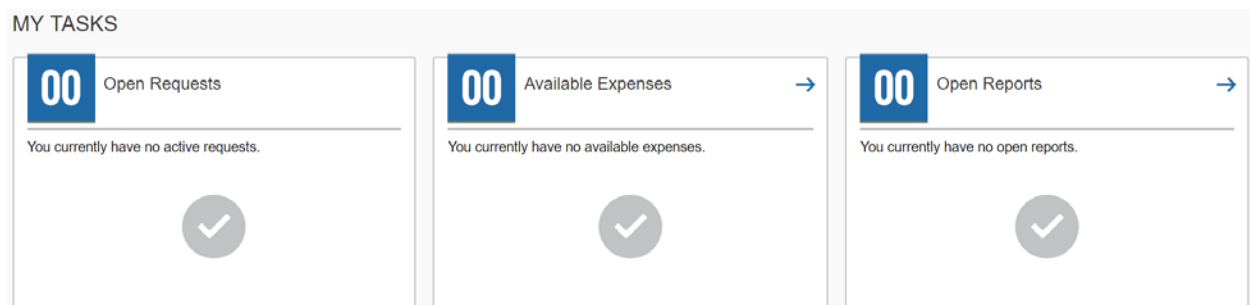 MY TASKS
00 Open Requests
You currently have no active requests.
00 Available Expenses
You currently have no available expenses.
00 Open Reports
You currently have no open reports.